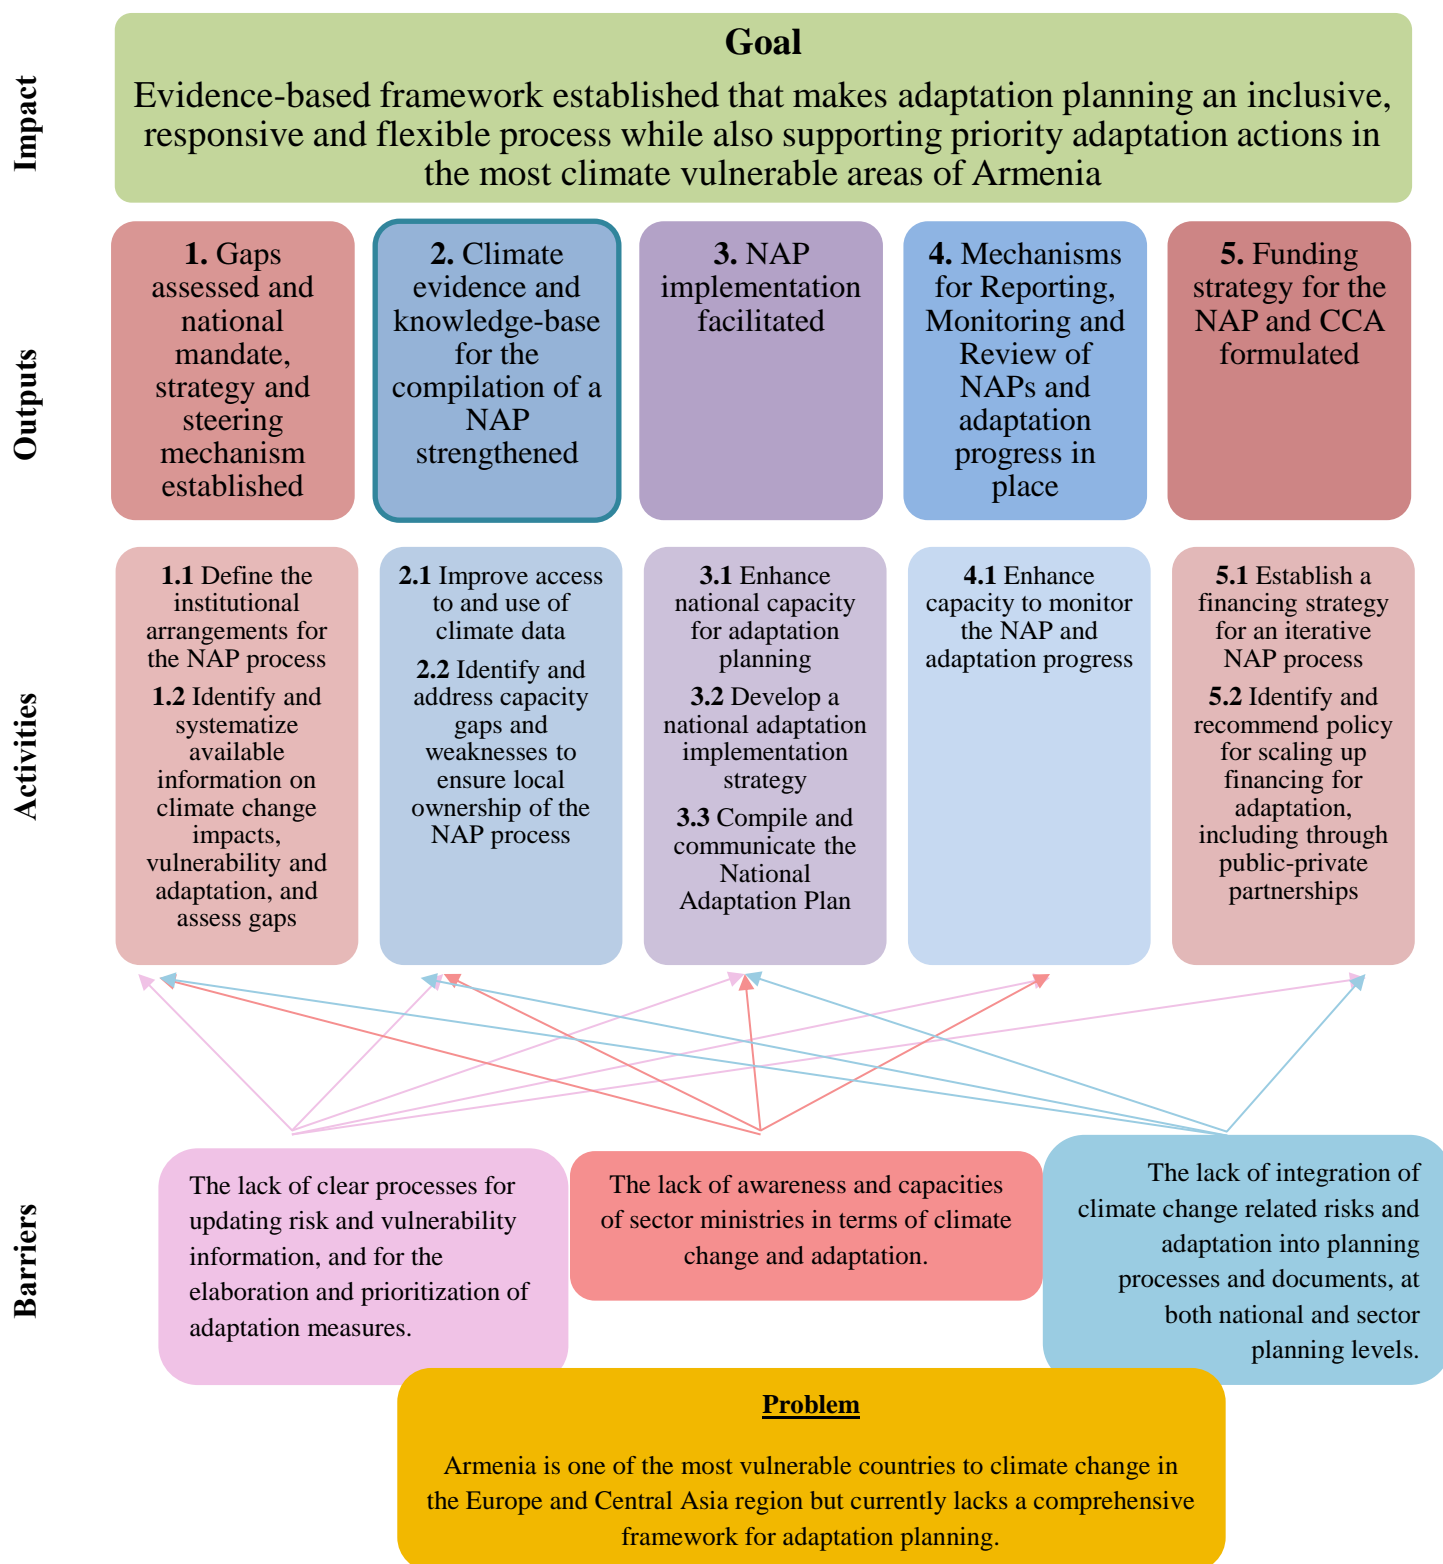 Impact
Goal
Evidence-based framework established that makes adaptation planning an inclusive,
responsive and flexible process while also supporting priority adaptation actions in
the most climate vulnerable areas of Armenia
Outputs
1. Gaps
assessed and
national
mandate,
strategy and
steering
mechanism
established
2. Climate
evidence and
knowledge-base
for the
compilation of a
NAP
strengthened
3. NAP
implementation
facilitated
4. Mechanisms
for Reporting,
Monitoring and
Review of
NAPs and
adaptation
progress in
place
5. Funding
strategy for the
NAP and CCA
formulated
Activities
1.1 Define the
institutional
arrangements for
the NAP process
1.2 Identify and
systematize
available
information on
climate change
impacts,
vulnerability and
adaptation, and
assess gaps
2.1 Improve access
to and use of
climate data
2.2 Identify and
address capacity
gaps and
weaknesses to
ensure local
ownership of the
NAP process
3.1 Enhance
national capacity
for adaptation
planning
3.2 Develop a
national adaptation
implementation
strategy
3.3 Compile and
communicate the
National
Adaptation Plan
4.1 Enhance
capacity to monitor
the NAP and
adaptation progress
5.1 Establish a
financing strategy
for an iterative
NAP process
5.2 Identify and
recommend policy
for scaling up
financing for
adaptation,
including through
public-private
partnerships
Barriers
The lack of clear processes for
updating risk and vulnerability
information, and for the
elaboration and prioritization of
adaptation measures.
The lack of awareness and capacities
of sector ministries in terms of climate
change and adaptation.
The lack of integration of
climate change related risks and
adaptation into planning
processes and documents, at
both national and sector
planning levels.
Problem
Armenia is one of the most vulnerable countries to climate change in
the Europe and Central Asia region but currently lacks a comprehensive
framework for adaptation planning.